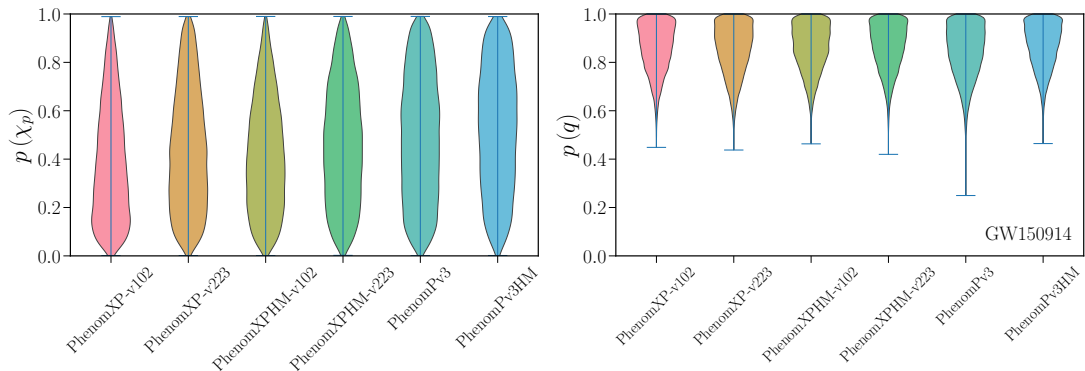 1.0
0.8
0.6
0.4
0.2
0.0
p (χp)
PhenomXP-v102
PhenomXP-v223
PhenomXPHM-v102
PhenomXPHM-v223
PhenomPv3
PhenomPv3HM
1.0
0.8
0.6
0.4
0.2
0.0
p (q)
GW150914
PhenomXP-v102
PhenomXP-v223
PhenomXPHM-v102
PhenomXPHM-v223
PhenomPv3
PhenomPv3HM